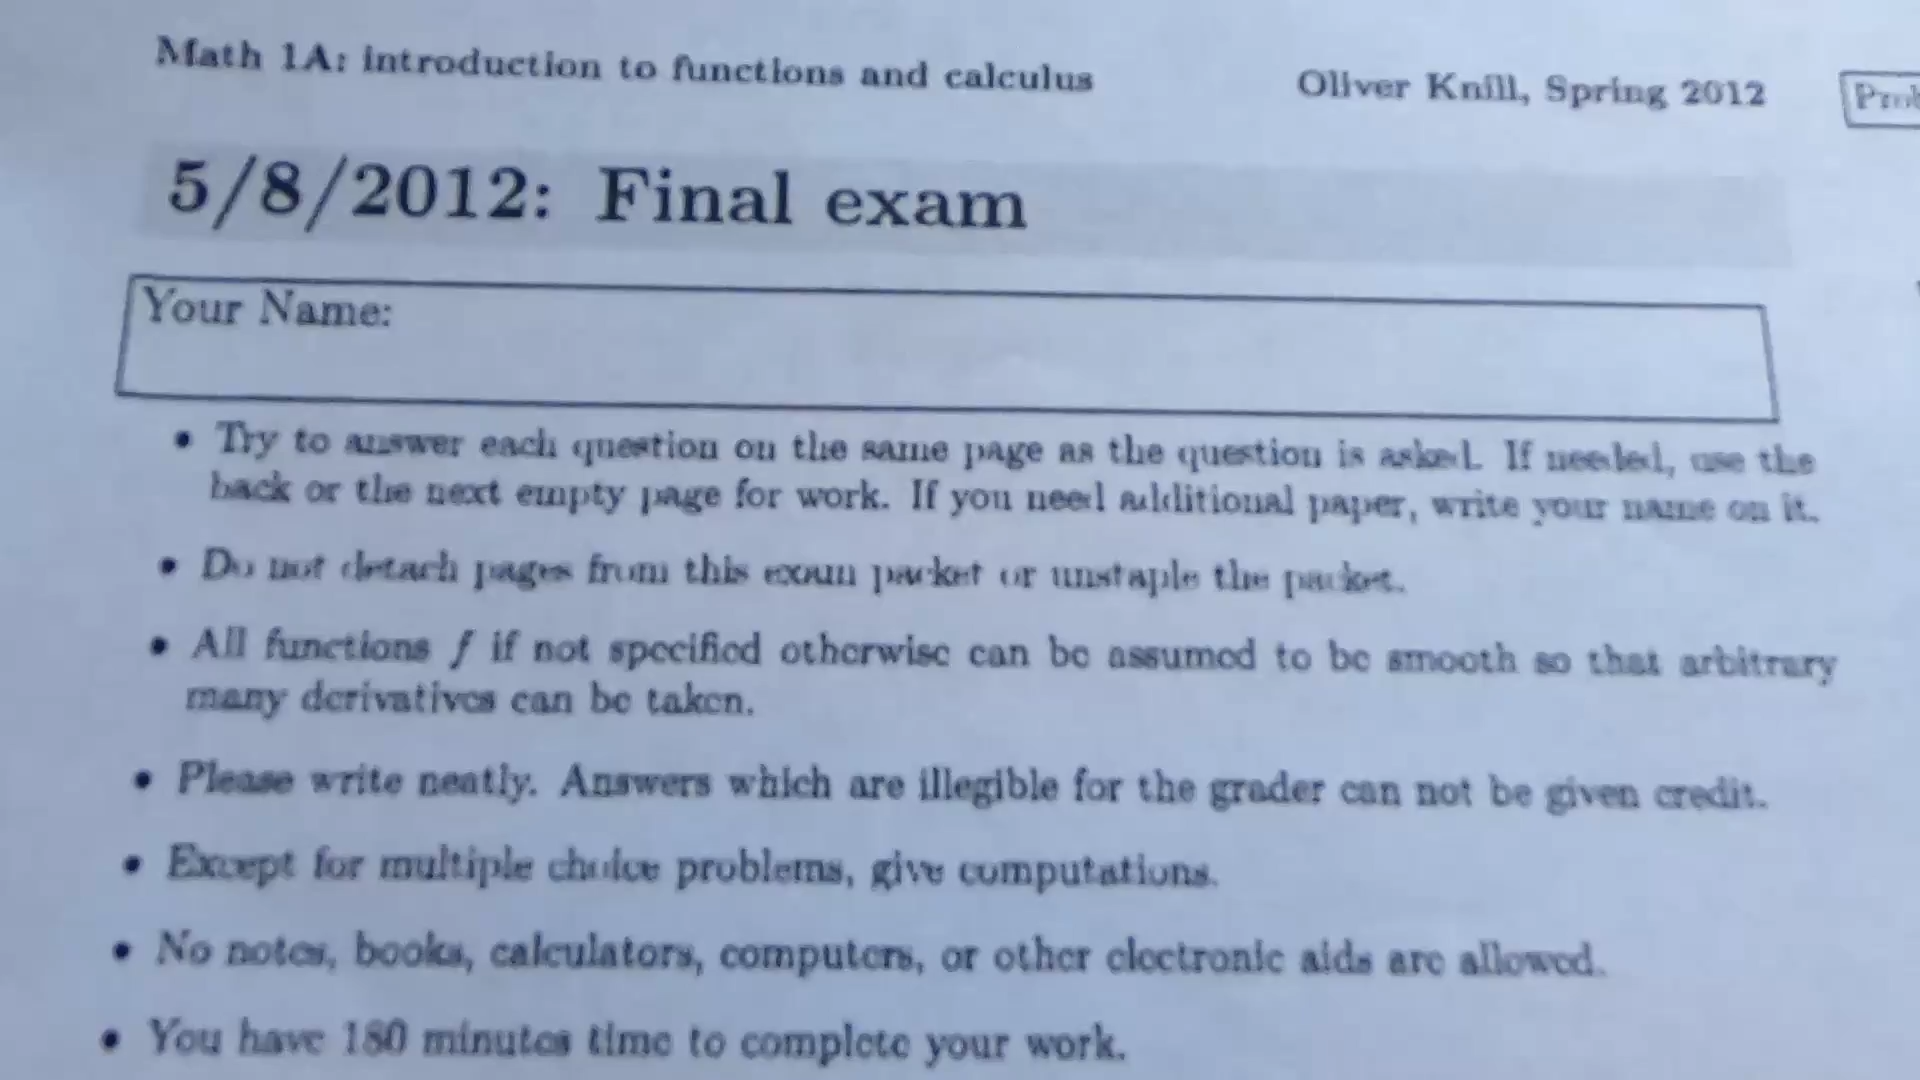 Math 1A: introduction to functions and calculus
Oliver Knill, Spring 2012
5/8/2012: Final exam
Your Name:
• Try to answer each question on the same page as the question is asked. If needed, use the
back or the next empty page for work. If you need additional paper, write your name on it.
• Do not detach pages from this exam packet or unstaple the packet.
• All functions f if not specified otherwise can be assumed to be smooth so that arbitrary
many derivatives can be taken.
• Please write neatly. Answers which are illegible for the grader can not be given credit.
• Except for multiple choice problems, give computations.
• No notes, books, calculators, computers, or other electronic aids are allowed.
• You have 180 minutes time to complete your work.